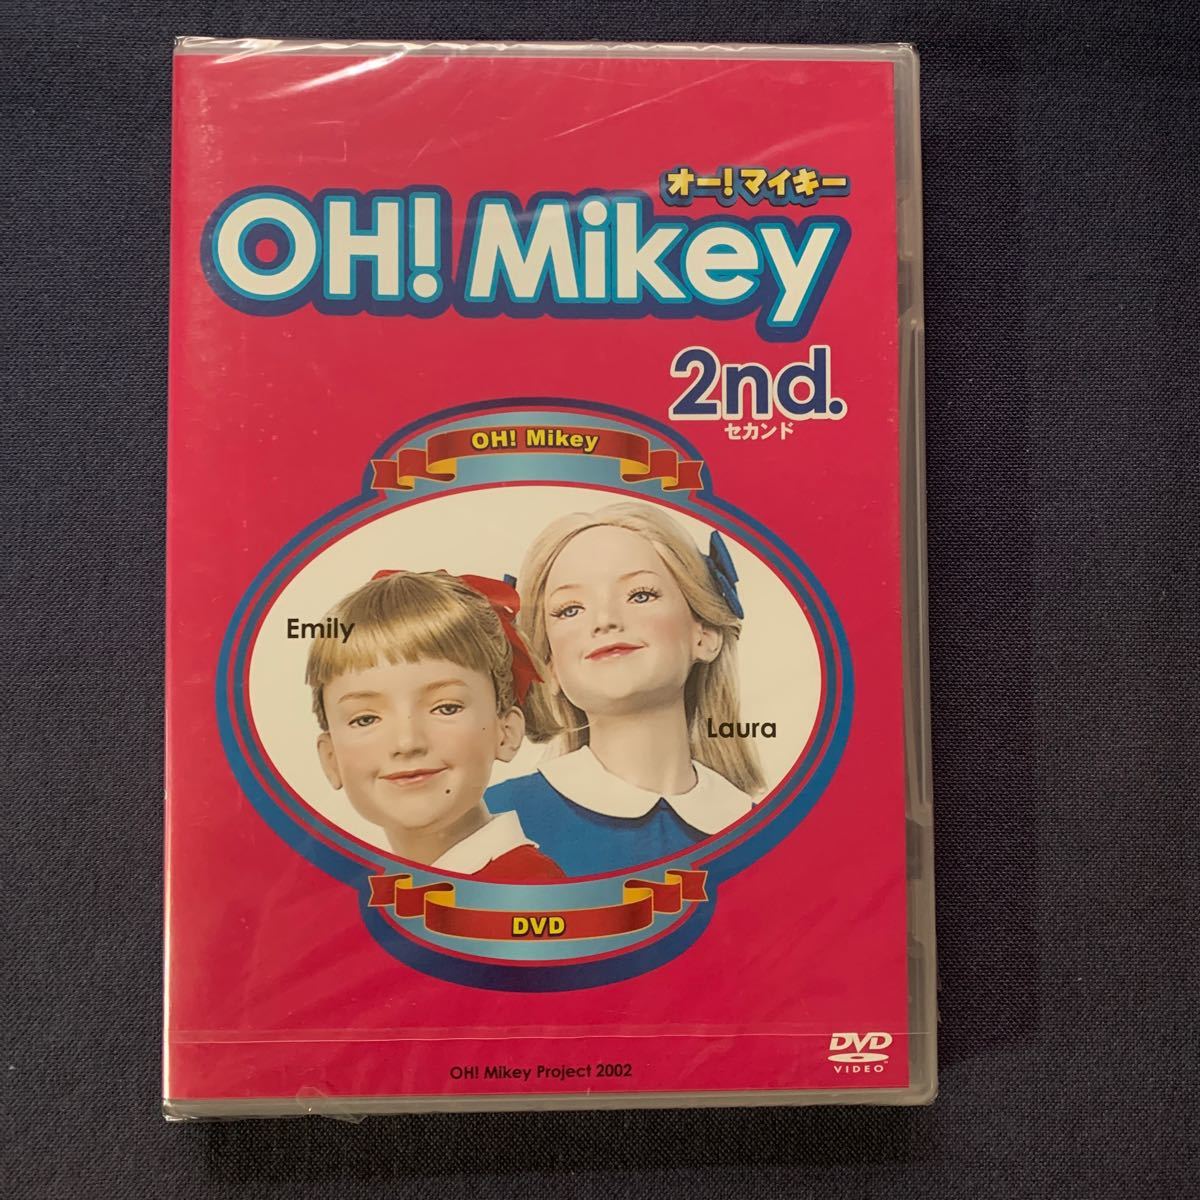 オー!マイキー
OH! Mikey
2nd.
セカンド
OH! Mikey
Emily
Laura
DVD
DVD
VIDEO
OH! Mikey Project 2002